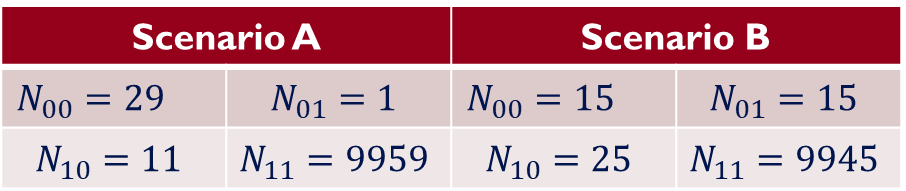 Scenario A Scenario B
N₀₀ = 29 N₀₁ = 1 N₀₀ = 15 N₀₁ = 15
N₁₀ = 11 N₁₁ = 9959 N₁₀ = 25 N₁₁ = 9945